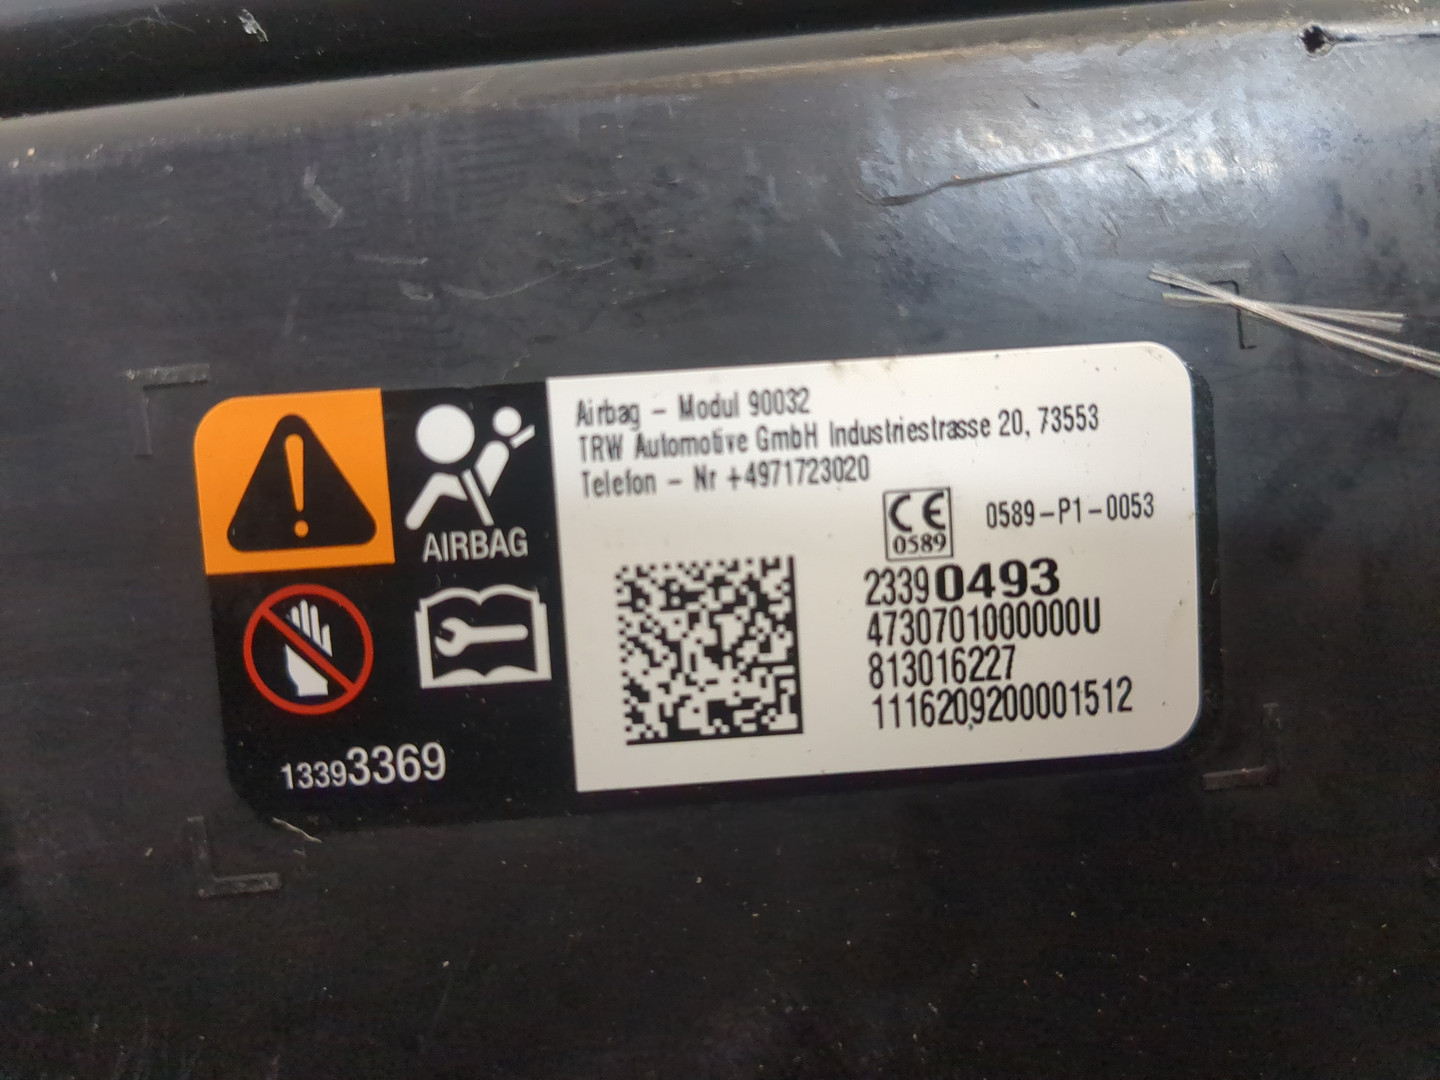 Airbag - Modul 90032
TRW Automotive GmbH Industriestrasse 20, 73553
Telefon - Nr +4971723020
AIRBAG
CE
0589
0589-P1-0053
23390493
4730701000000U
813016227
1116209200001512
13393369